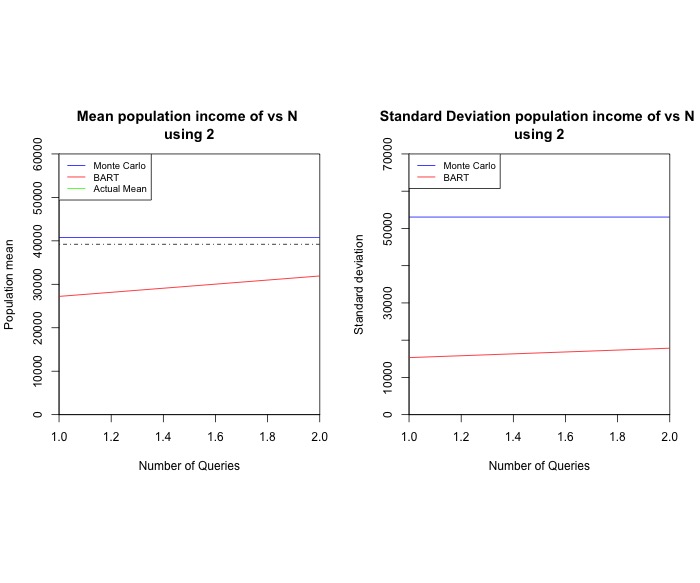 Mean population income of vs N
using 2
60000
50000
40000
30000
20000
10000
0
Population mean
Monte Carlo
BART
Actual Mean
1.0 1.2 1.4 1.6 1.8 2.0
Number of Queries
Standard Deviation population income of vs N
using 2
70000
50000
30000
10000
0
Standard deviation
Monte Carlo
BART
1.0 1.2 1.4 1.6 1.8 2.0
Number of Queries